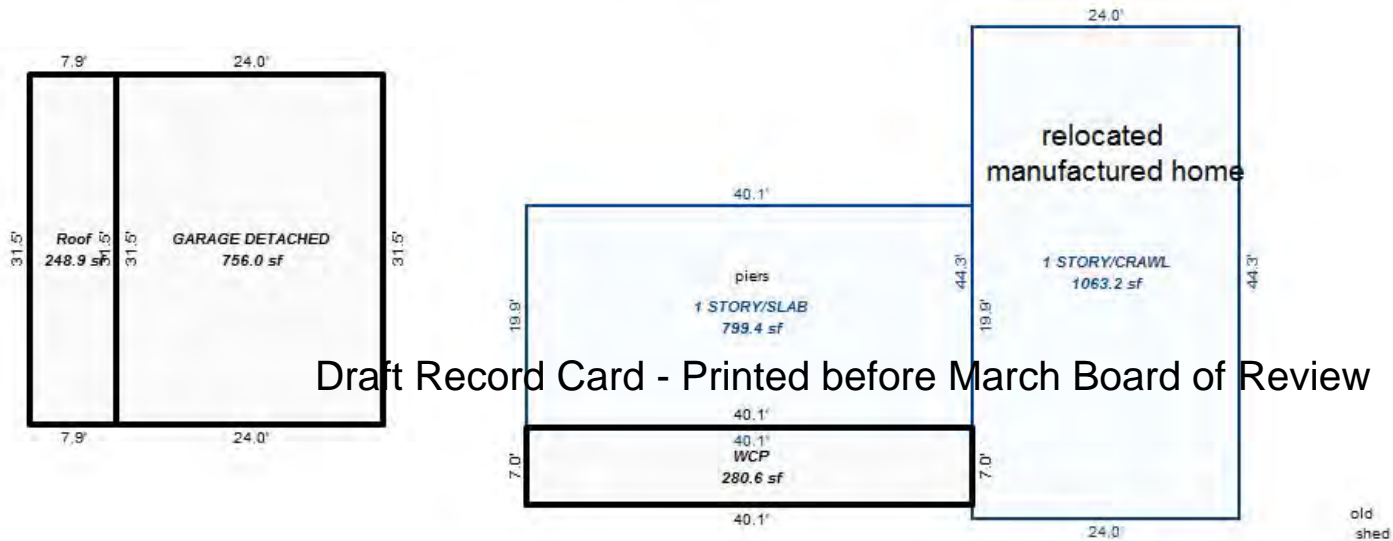 7.9'
24.0'
31.5'
Roof
248.9 sf
31.5'
31.5'
GARAGE DETACHED
756.0 sf
31.5'
7.9'
24.0'
24.0'
relocated
manufactured home
44.3'
1 STORY/CRAWL
1063.2 sf
44.3'
24.0'
40.1'
19.9'
piers
1 STORY/SLAB
799.4 sf
19.9'
40.1'
Draft Record Card - Printed before March Board of Review
40.1'
7.0'
WCP
280.6 sf
7.0'
40.1'
old
shed